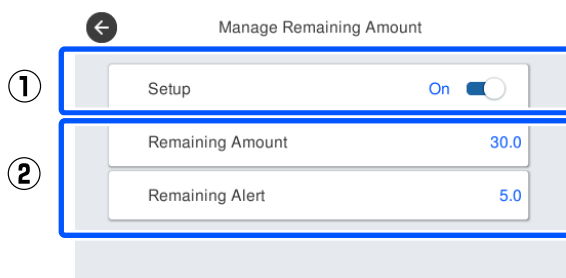 Manage Remaining Amount
① Setup On
② Remaining Amount 30.0
Remaining Alert 5.0